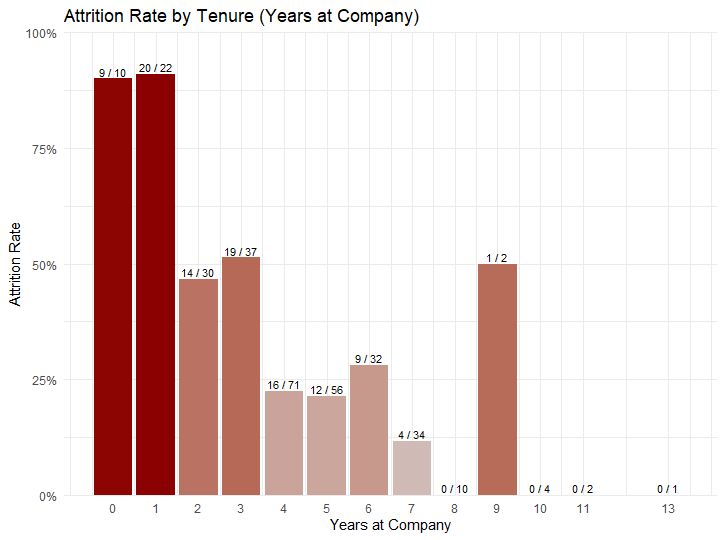 Attrition Rate by Tenure (Years at Company)
100%
75%
50%
25%
0%
Attrition Rate
9 / 10
20 / 22
14 / 30
19 / 37
16 / 71
12 / 56
9 / 32
4 / 34
0 / 10
1 / 2
0 / 4
0 / 2
0 / 1
0 1 2 3 4 5 6 7 8 9 10 11 13
Years at Company